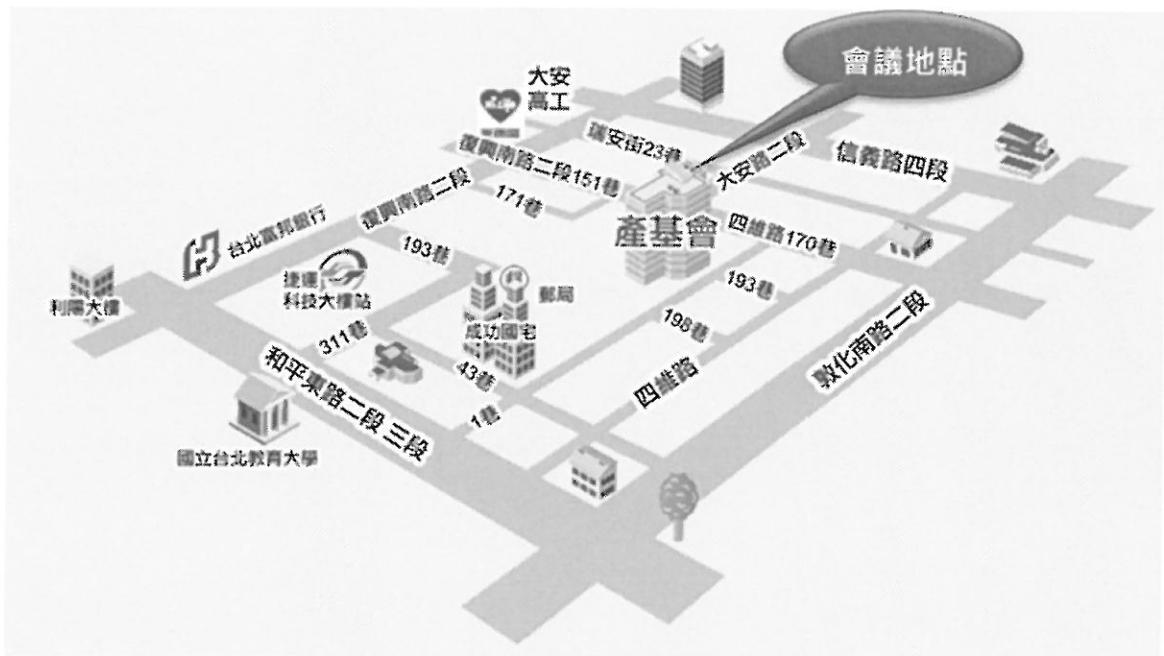 會議地點
大安
高工
瑞安街23巷
大安路二段
信義路四段
復興南路二段151巷
171巷
復興南路二段
產基會
四維路170巷
193巷
台北富邦銀行
捷運
科技大樓站
郵局
193巷
利陽大樓
成功國宅
198巷
311巷
43巷
四維路
敦化南路二段
和平東路二段 三段
1巷
國立台北教育大學